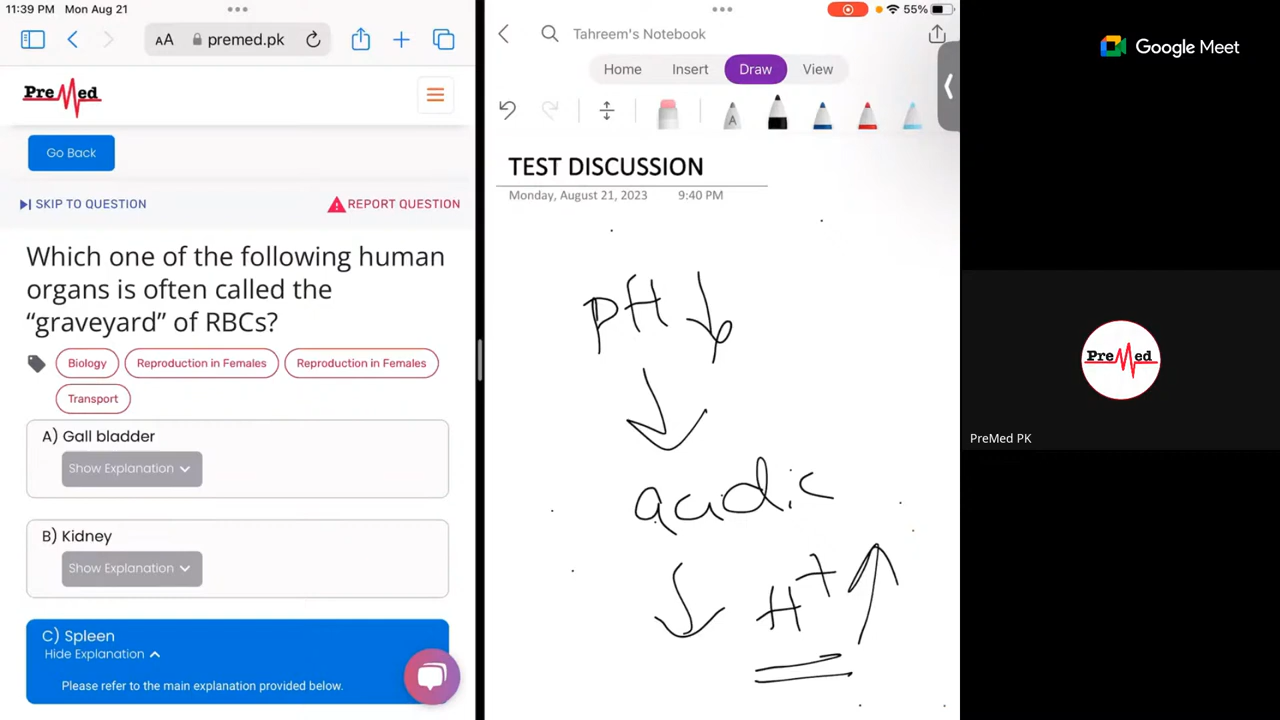 11:39 PM Mon Aug 21
AA premed.pk
PreMed
Go Back
SKIP TO QUESTION
REPORT QUESTION
Which one of the following human
organs is often called the
“graveyard” of RBCs?
Biology
Reproduction in Females
Reproduction in Females
Transport
A) Gall bladder
Show Explanation
B) Kidney
Show Explanation
C) Spleen
Hide Explanation
Please refer to the main explanation provided below.
55%
Tahreem's Notebook
Home Insert Draw View
A
TEST DISCUSSION
Monday, August 21, 2023 9:40 PM
pH ↓
↓
acidic
↓ H+ ↑
Google Meet
PreMed
PreMed PK